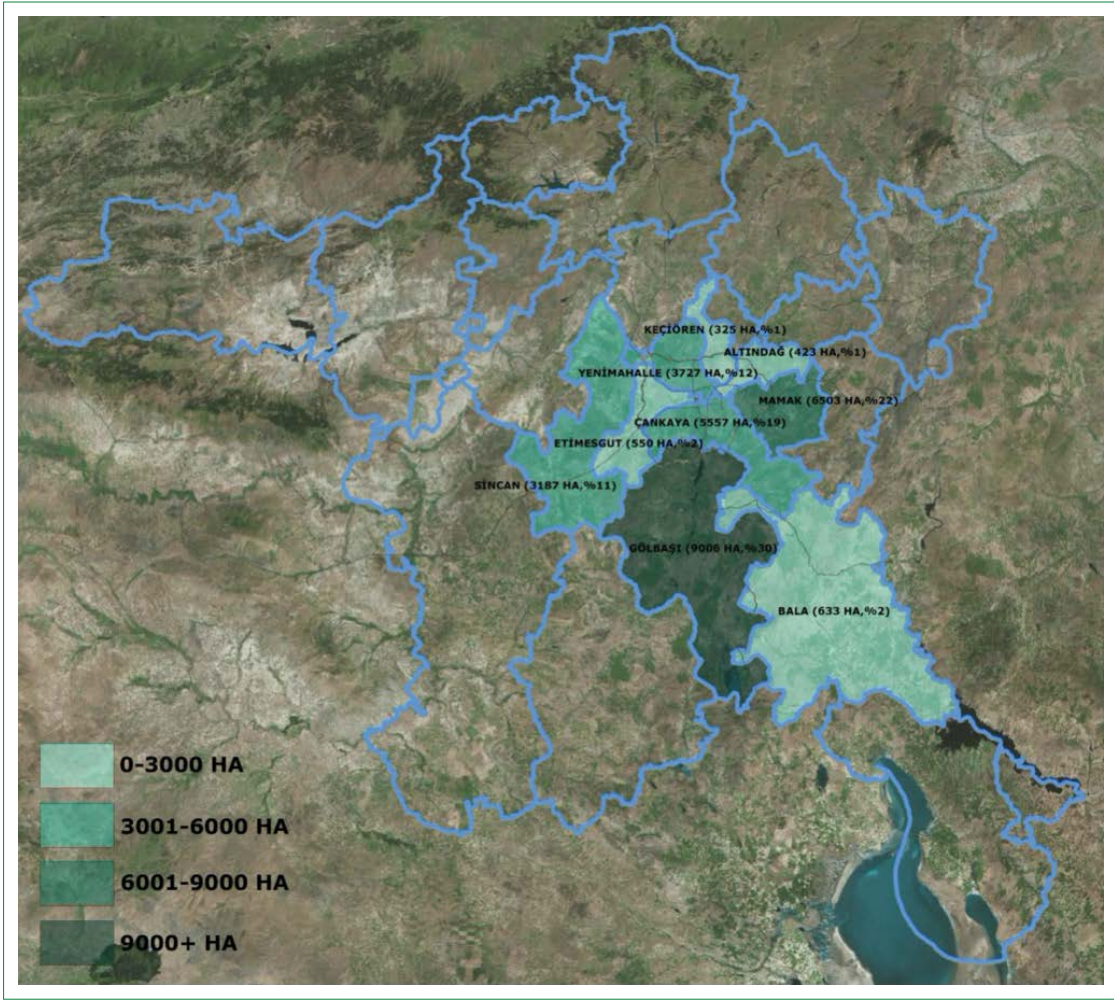 KEÇİÖREN (325 HA,%1)
ALTINDAĞ (423 HA,%1)
YENİMAHALLE (3727 HA,%12)
MAMAK (6503 HA,%22)
ÇANKAYA (5557 HA,%19)
ETİMESGUT (550 HA,%2)
SİNCAN (3187 HA,%11)
GÖLBAŞI (9006 HA,%30)
BALA (633 HA,%2)
0-3000 HA
3001-6000 HA
6001-9000 HA
9000+ HA